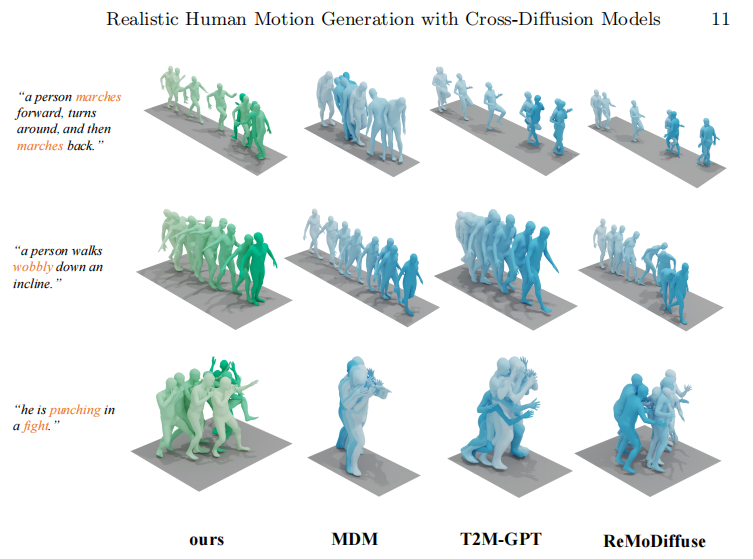 Realistic Human Motion Generation with Cross-Diffusion Models 11
“a person marches
forward, turns
around, and then
marches back.”
“a person walks
wobbly down an
incline.”
“he is punching in
a fight.”
ours MDM T2M-GPT ReMoDiffuse